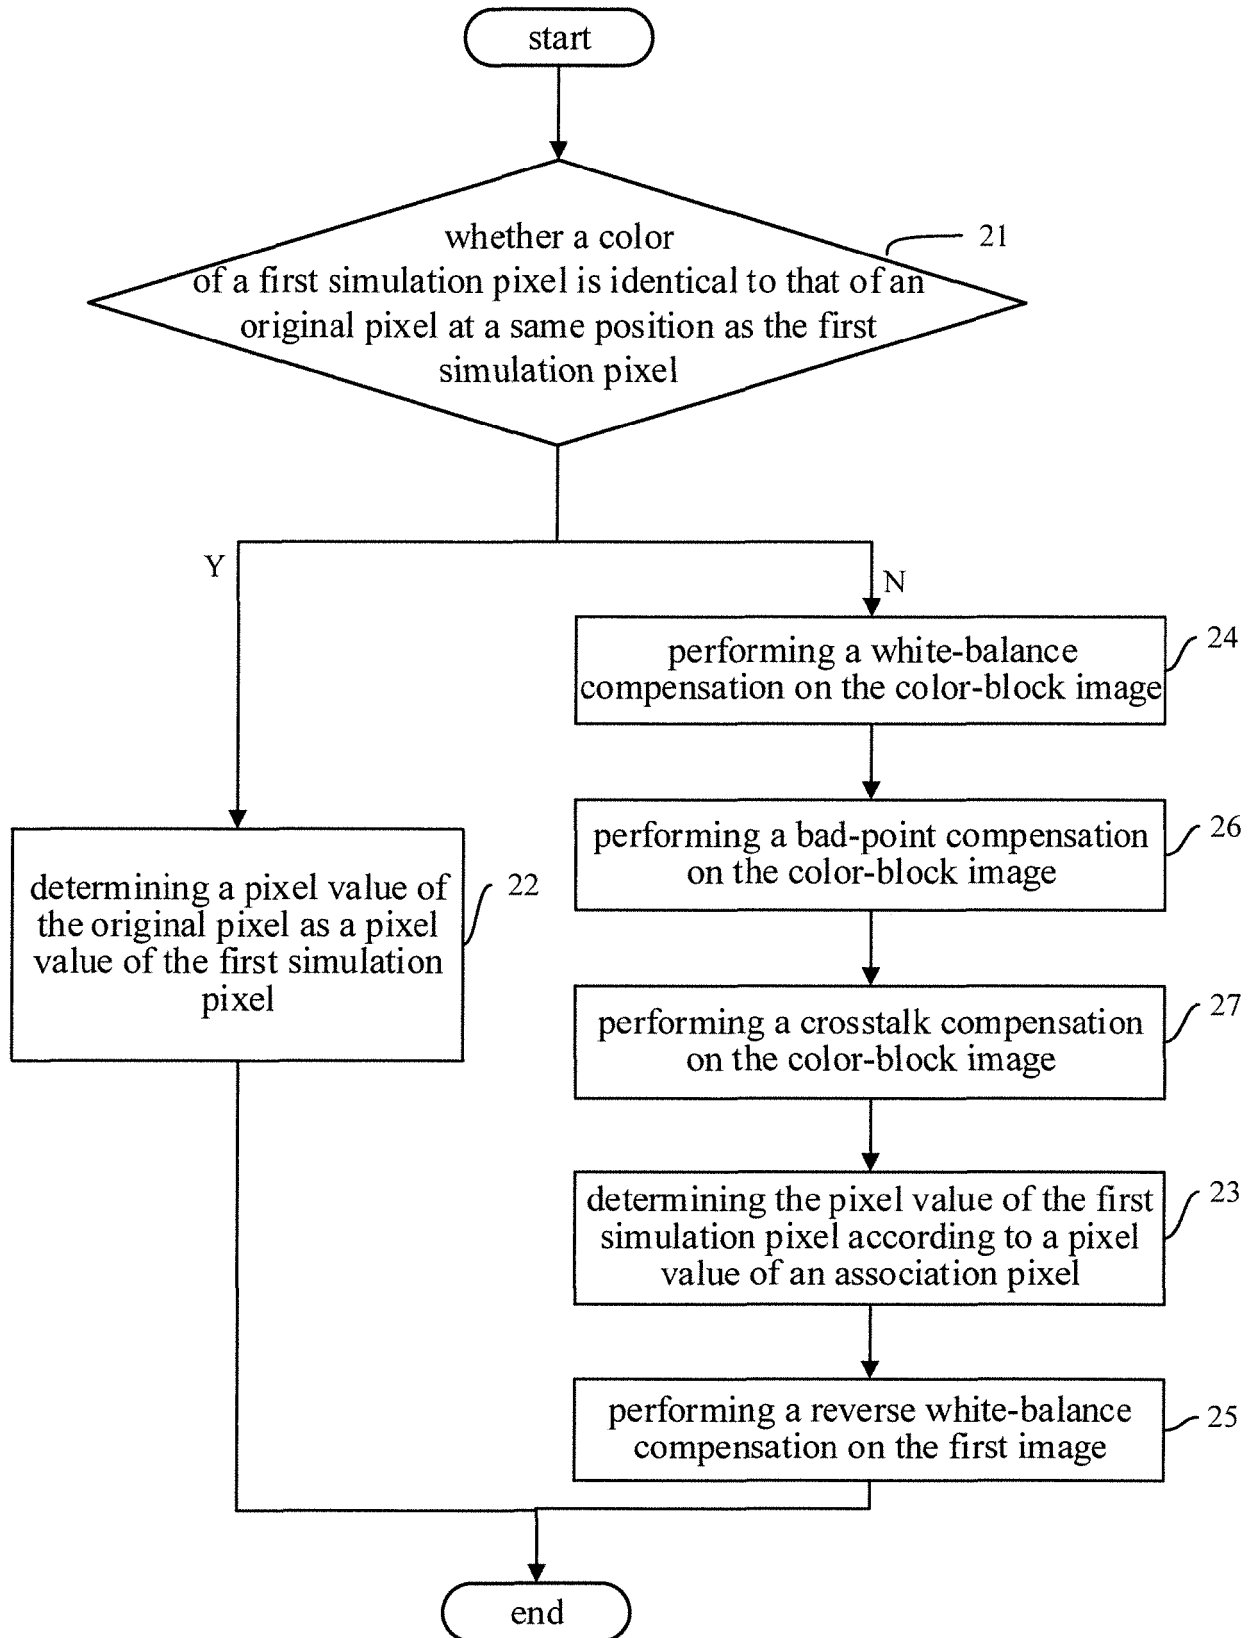 start
whether a color
of a first simulation pixel is identical to that of an
original pixel at a same position as the first
simulation pixel
21
Y
N
performing a white-balance
compensation on the color-block image
24
performing a bad-point compensation
on the color-block image
26
determining a pixel value of
the original pixel as a pixel
value of the first simulation
pixel
22
performing a crosstalk compensation
on the color-block image
27
determining the pixel value of the first
simulation pixel according to a pixel
value of an association pixel
23
performing a reverse white-balance
compensation on the first image
25
end